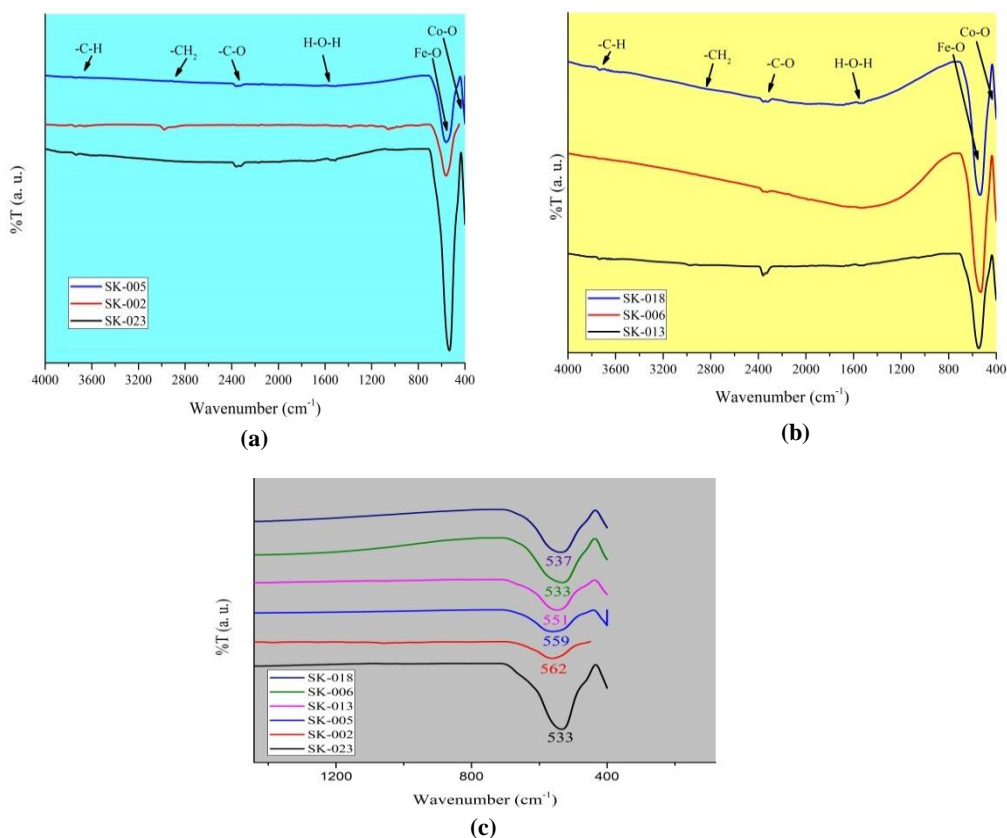 -C-H
-CH₂
-C-O
H-O-H
Fe-O
Co-O
%T (a. u.)
SK-005
SK-002
SK-023
4000 3600 3200 2800 2400 2000 1600 1200 800 400
Wavenumber (cm⁻¹)
(a)
-C-H
-CH₂
-C-O
H-O-H
Fe-O
Co-O
%T (a. u.)
SK-018
SK-006
SK-013
4000 3600 3200 2800 2400 2000 1600 1200 800 400
Wavenumber (cm⁻¹)
(b)
537
533
551
559
562
533
%T (a. u.)
SK-018
SK-006
SK-013
SK-005
SK-002
SK-023
1200 800 400
Wavenumber (cm⁻¹)
(c)